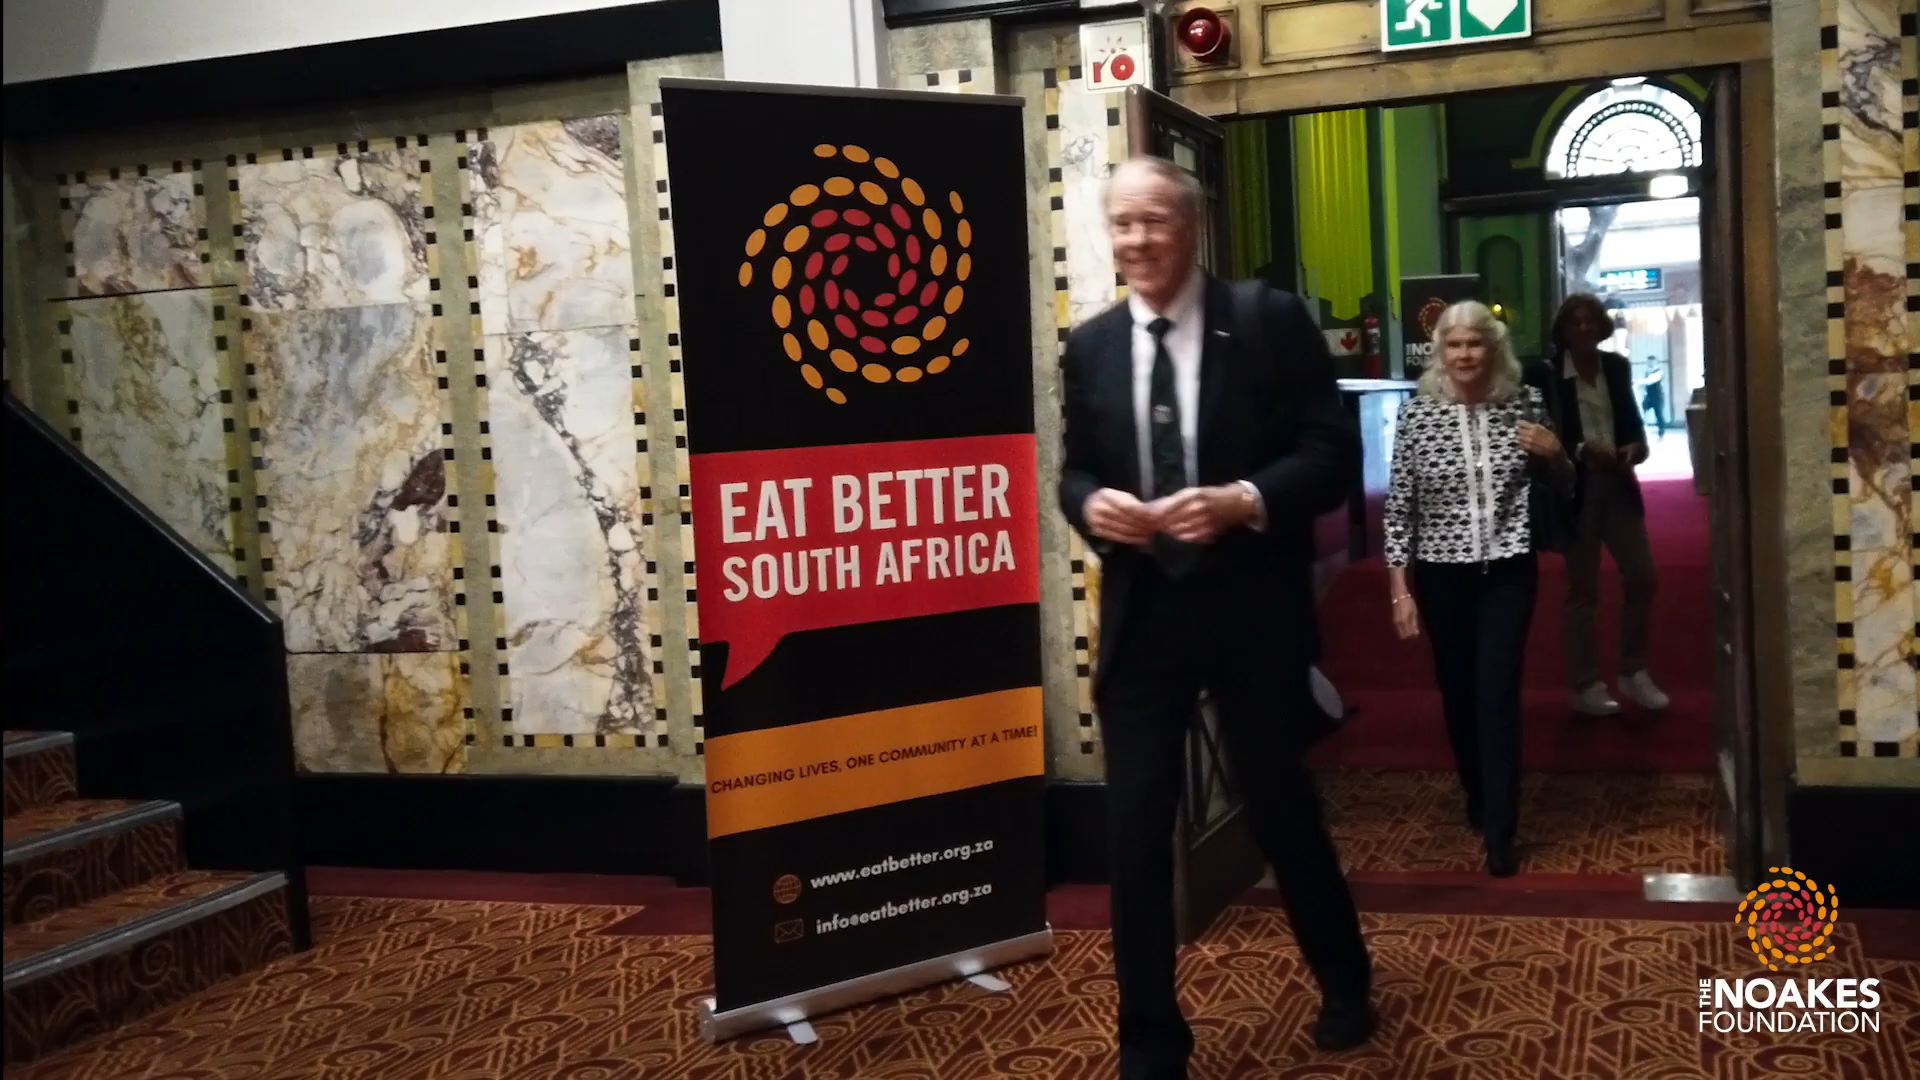 ro
EAT BETTER
SOUTH AFRICA
CHANGING LIVES, ONE COMMUNITY AT A TIME!
www.eatbetter.org.za
info@eatbetter.org.za
THE NOAKES
FOUNDATION